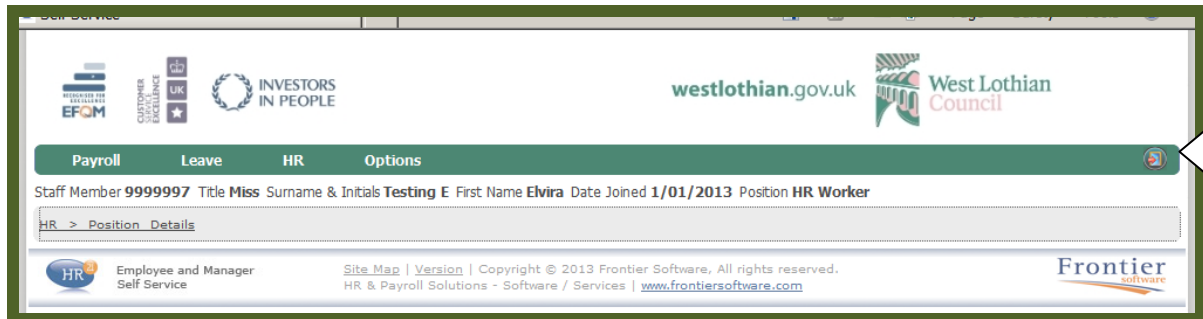 RECOGNISED FOR
EXCELLENCE
EFQM
CUSTOMER
SERVICE
EXCELLENCE
UK
INVESTORS
IN PEOPLE
westlothian.gov.uk
West Lothian
Council
Payroll Leave HR Options
Staff Member 9999997 Title Miss Surname & Initials Testing E First Name Elvira Date Joined 1/01/2013 Position HR Worker
HR > Position Details
HR21
Employee and Manager
Self Service
Site Map | Version | Copyright © 2013 Frontier Software, All rights reserved.
HR & Payroll Solutions - Software / Services | www.frontiersoftware.com
Frontier
software